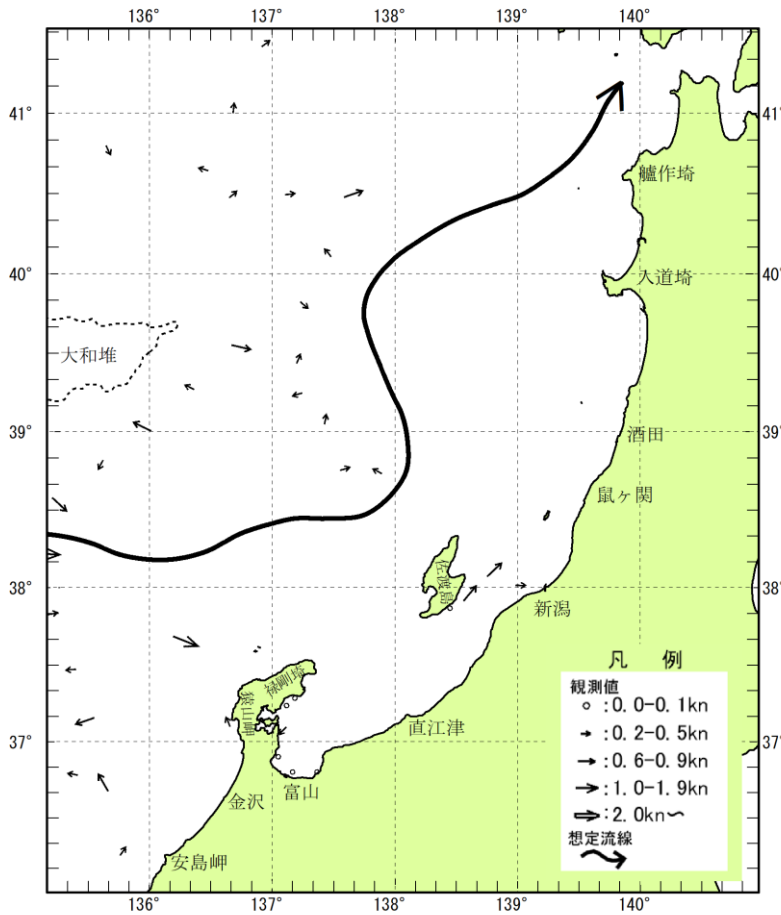 136° 137° 138° 139° 140°
41° 41°
艫作埼
40° 40°
入道埼
大和堆
39° 39°
酒田
鼠ヶ関
佐渡島
38° 38°
新潟
禄剛埼
猿山岬
37° 37°
直江津
富山
金沢
安島岬
凡 例
観測値
:0.0-0.1kn
:0.2-0.5kn
:0.6-0.9kn
:1.0-1.9kn
:2.0kn~
想定流線
136° 137° 138° 139° 140°